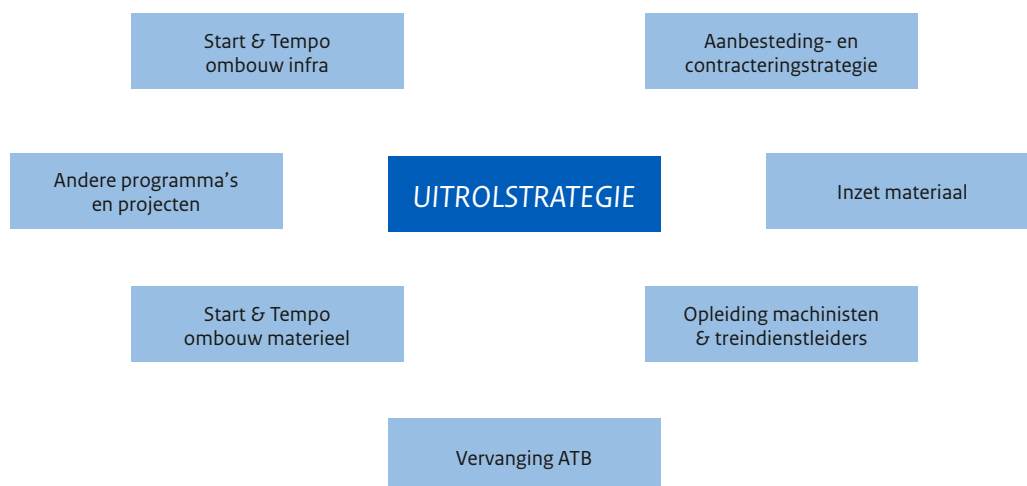 Start & Tempo
ombouw infra
Aanbesteding- en
contracteringstrategie
Andere programma’s
en projecten
UITROLSTRATEGIE
Inzet materiaal
Start & Tempo
ombouw materieel
Opleiding machinisten
& treindienstleiders
Vervanging ATB